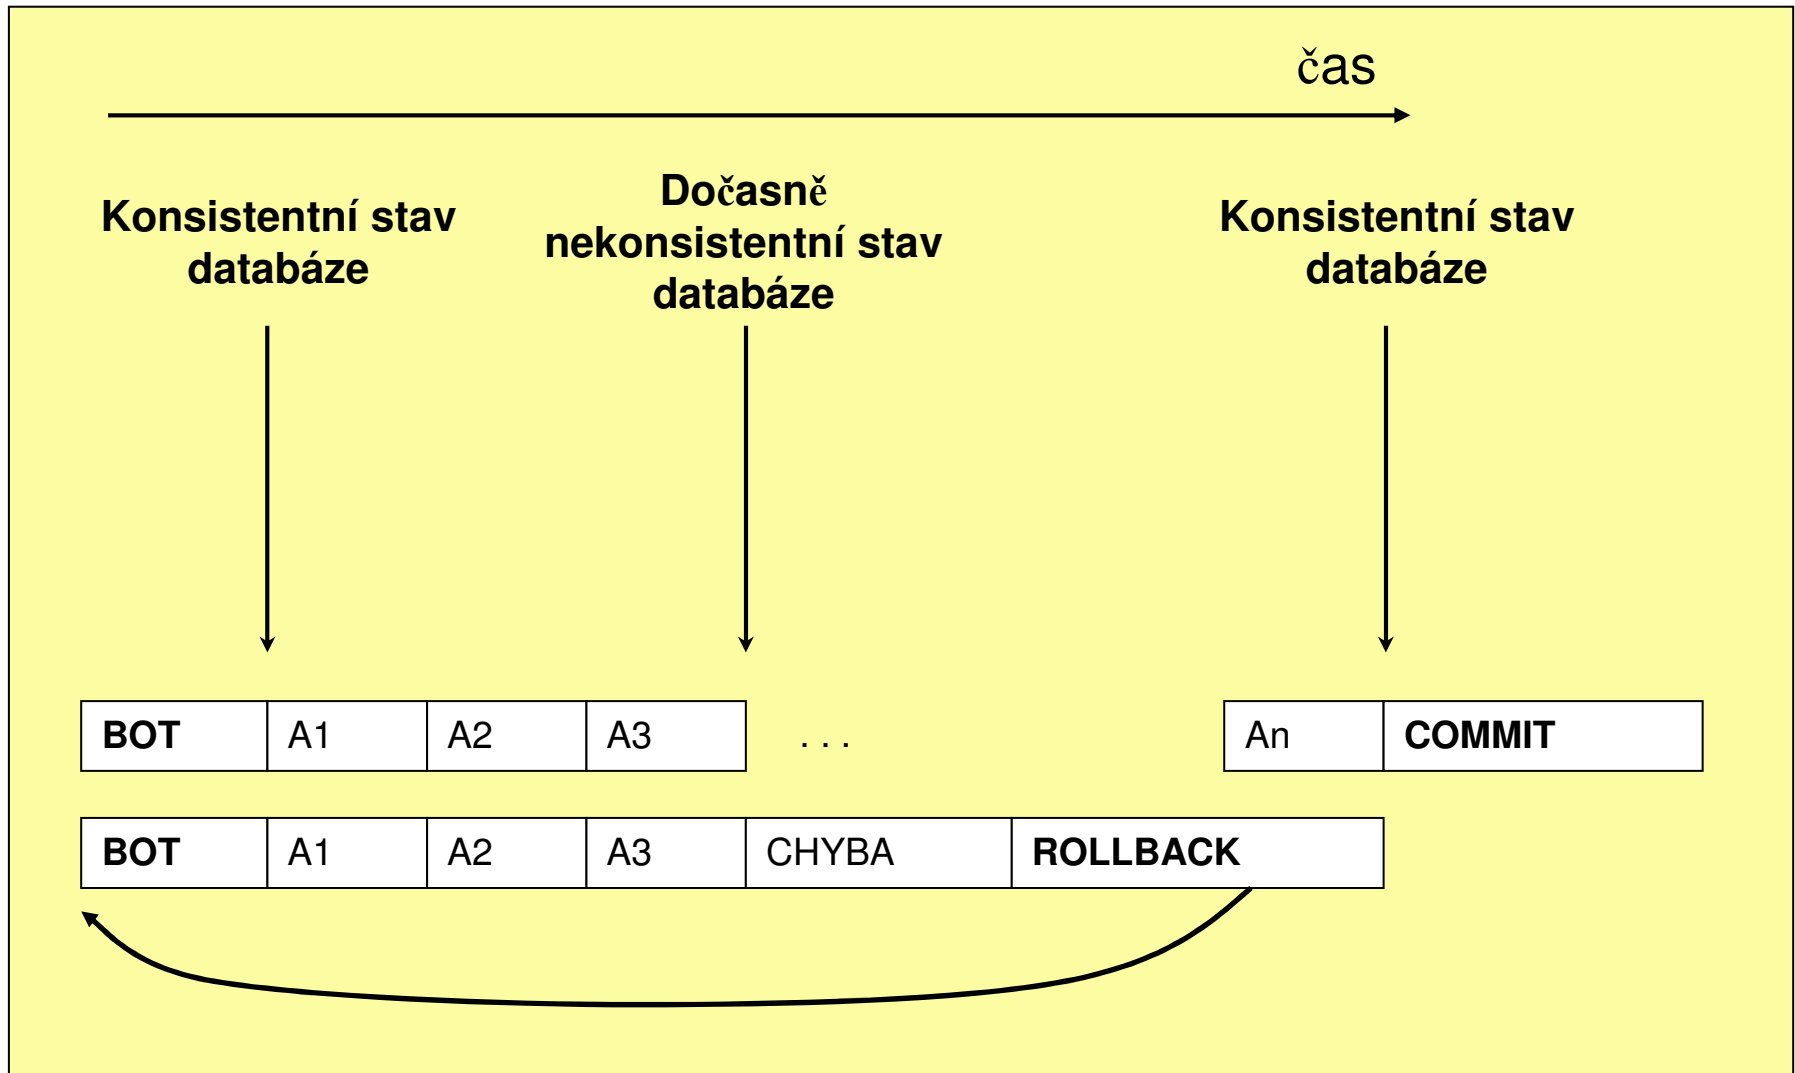 čas
Konsistentní stav
databáze
Dočasně
nekonsistentní stav
databáze
Konsistentní stav
databáze
BOT A1 A2 A3 . . . An COMMIT
BOT A1 A2 A3 CHYBA ROLLBACK